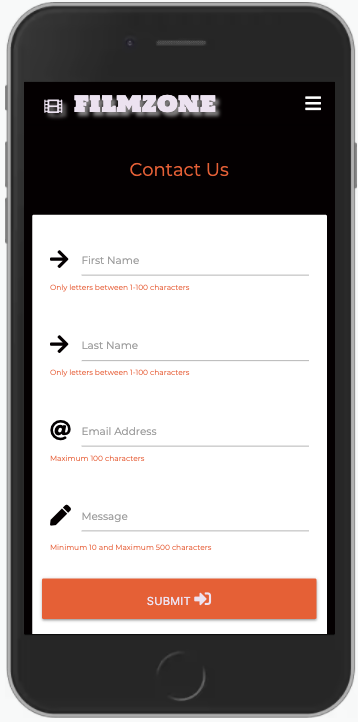 FILMZONE
Contact Us
First Name
Only letters between 1-100 characters
Last Name
Only letters between 1-100 characters
@ Email Address
Maximum 100 characters
Message
Minimum 10 and Maximum 500 characters
SUBMIT